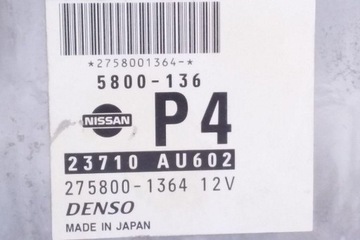 *2758001364-*
5800-136
NISSAN
P4
23710 AU602
275800-1364 12V
DENSO
MADE IN JAPAN